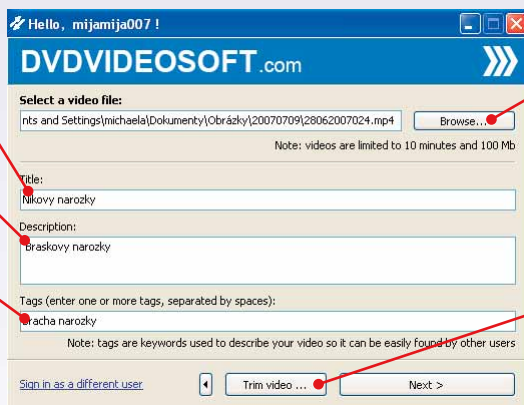 Hello, mijamija007 !
DVDVIDEOSOFT.com
Select a video file:
nts and Settings\michaela\Dokumenty\Obrázky\20070709\28062007024.mp4
Browse...
Note: videos are limited to 10 minutes and 100 Mb
Title:
Nikovy narozky
Description:
Braskovy narozky
Tags (enter one or more tags, separated by spaces):
bracha narozky
Note: tags are keywords used to describe your video so it can be easily found by other users
Sign in as a different user
Trim video ...
Next >